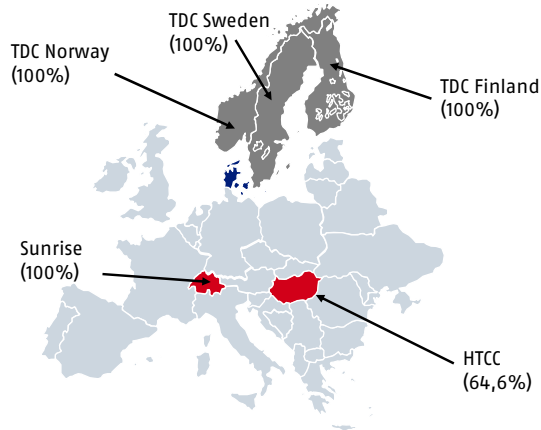 TDC Sweden
(100%)
TDC Norway
(100%)
TDC Finland
(100%)
Sunrise
(100%)
HTCC
(64,6%)